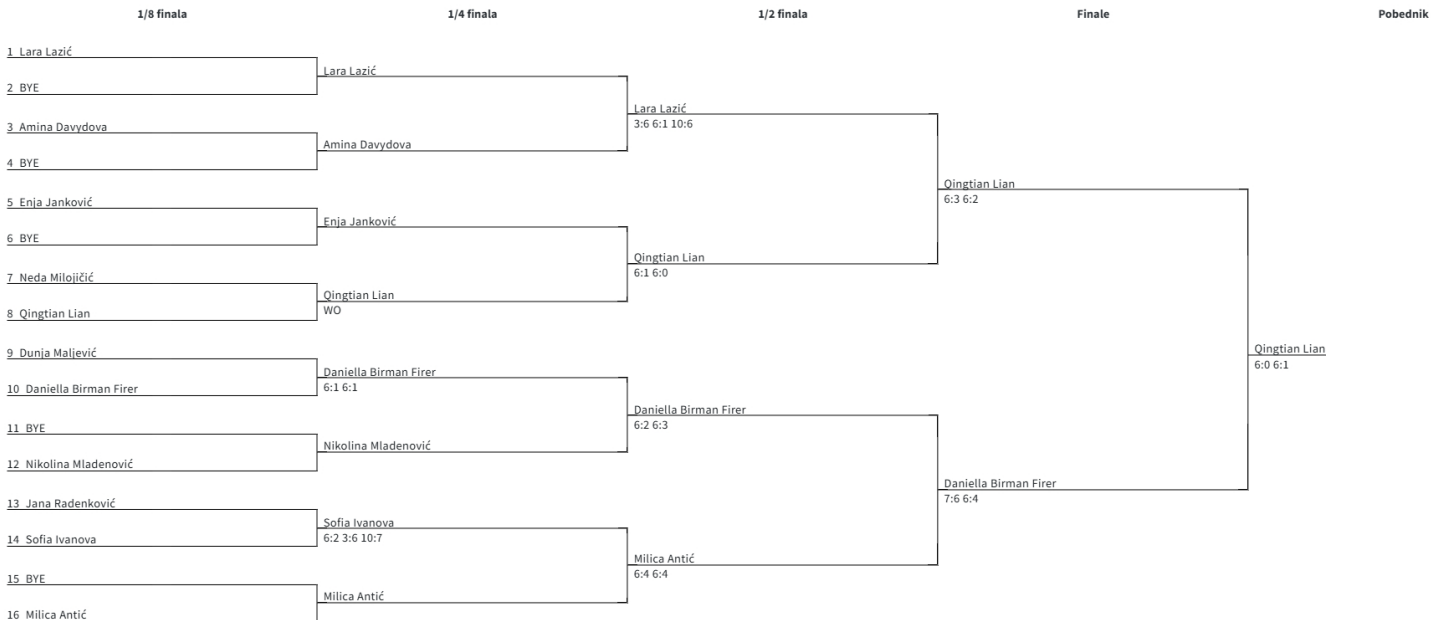 1/8 finala
1/4 finala
1/2 finala
Finale
Pobednik
1 Lara Lazić
2 BYE
3 Amina Davydova
4 BYE
5 Enja Janković
6 BYE
7 Neda Milojičić
8 Qingtian Lian
9 Dunja Maljević
10 Daniella Birman Firer
11 BYE
12 Nikolina Mladenović
13 Jana Radenković
14 Sofia Ivanova
15 BYE
16 Milica Antić
Lara Lazić
Amina Davydova
Enja Janković
Qingtian Lian
WO
Daniella Birman Firer
6:1 6:1
Nikolina Mladenović
Sofia Ivanova
6:2 3:6 10:7
Milica Antić
Lara Lazić
3:6 6:1 10:6
Qingtian Lian
6:1 6:0
Daniella Birman Firer
6:2 6:3
Milica Antić
6:4 6:4
Qingtian Lian
6:3 6:2
Daniella Birman Firer
7:6 6:4
Qingtian Lian
6:0 6:1